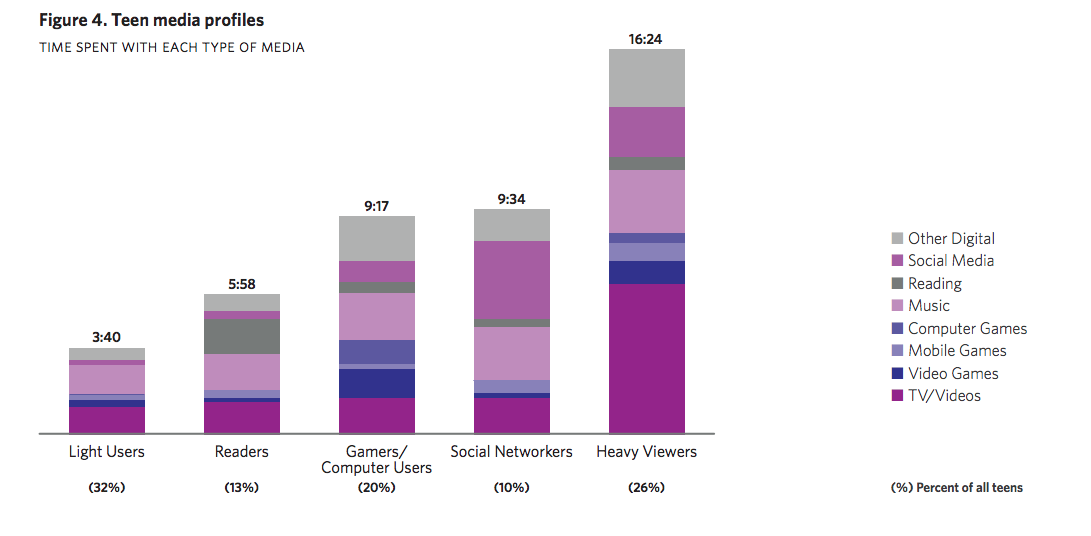 Figure 4. Teen media profiles
TIME SPENT WITH EACH TYPE OF MEDIA
16:24
9:34
9:17
5:58
3:40
Other Digital
Social Media
Reading
Music
Computer Games
Mobile Games
Video Games
TV/Videos
Light Users
Readers
Gamers/
Computer Users
Social Networkers
Heavy Viewers
(32%)
(13%)
(20%)
(10%)
(26%)
(%) Percent of all teens